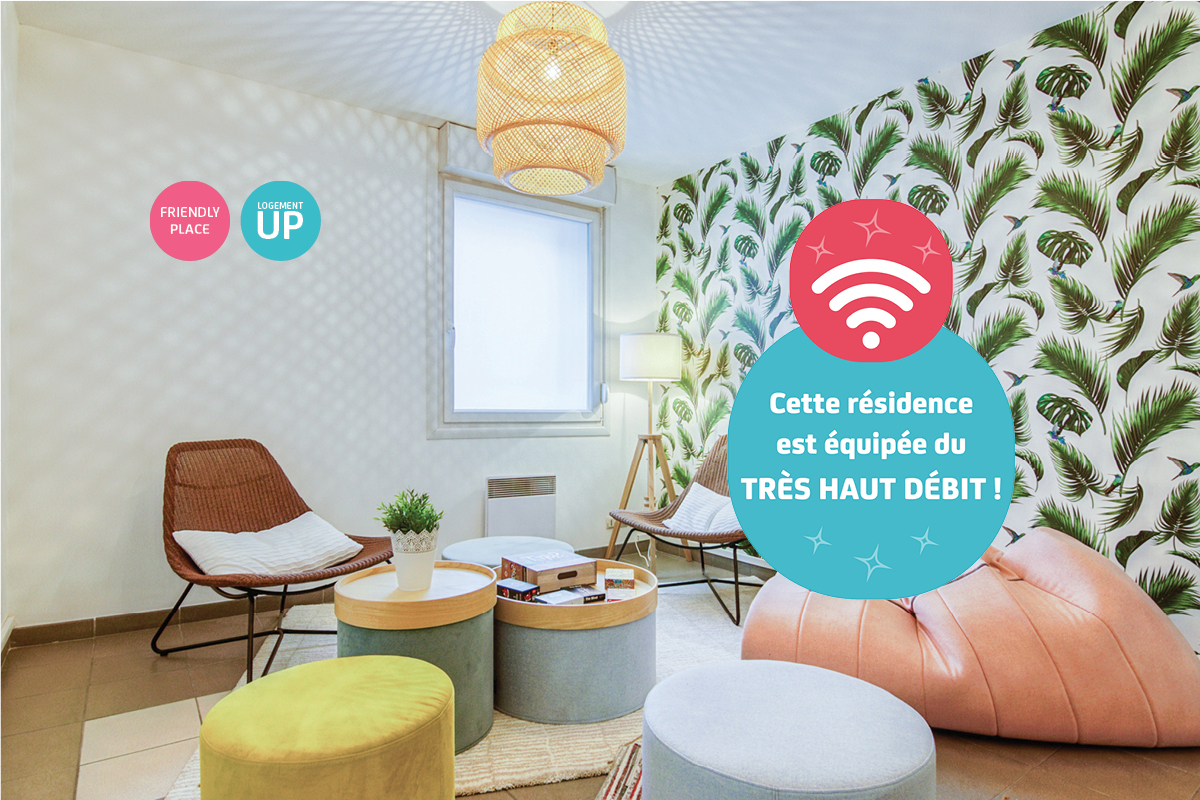 FRIENDLY
PLACE
LOGEMENT
UP
Cette résidence
est équipée du
TRÈS HAUT DÉBIT !